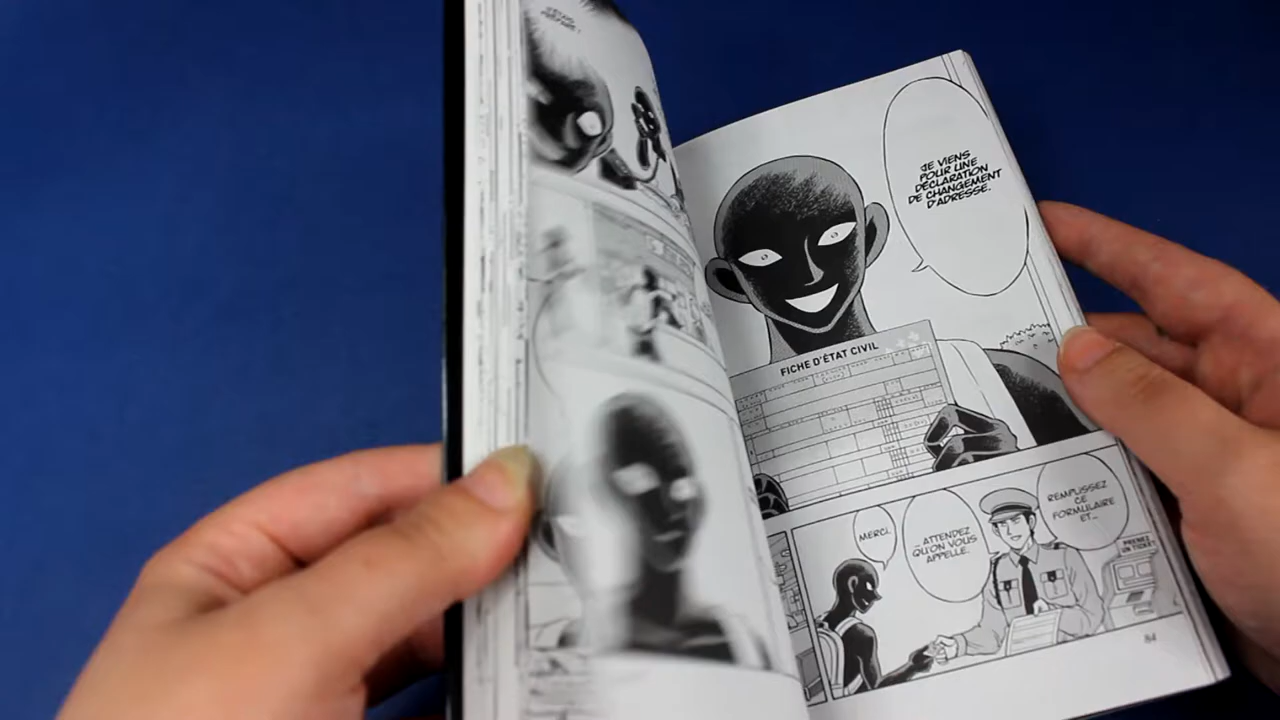 JE VIENS
POUR UNE
DÉCLARATION
DE CHANGEMENT
D'ADRESSE.
FICHE D'ÉTAT CIVIL
REMPLISSEZ
CE
FORMULAIRE
ET...
...ATTENDEZ
QU'ON VOUS
APPELLE.
MERCI.
PRENEZ
UN TICKET
84